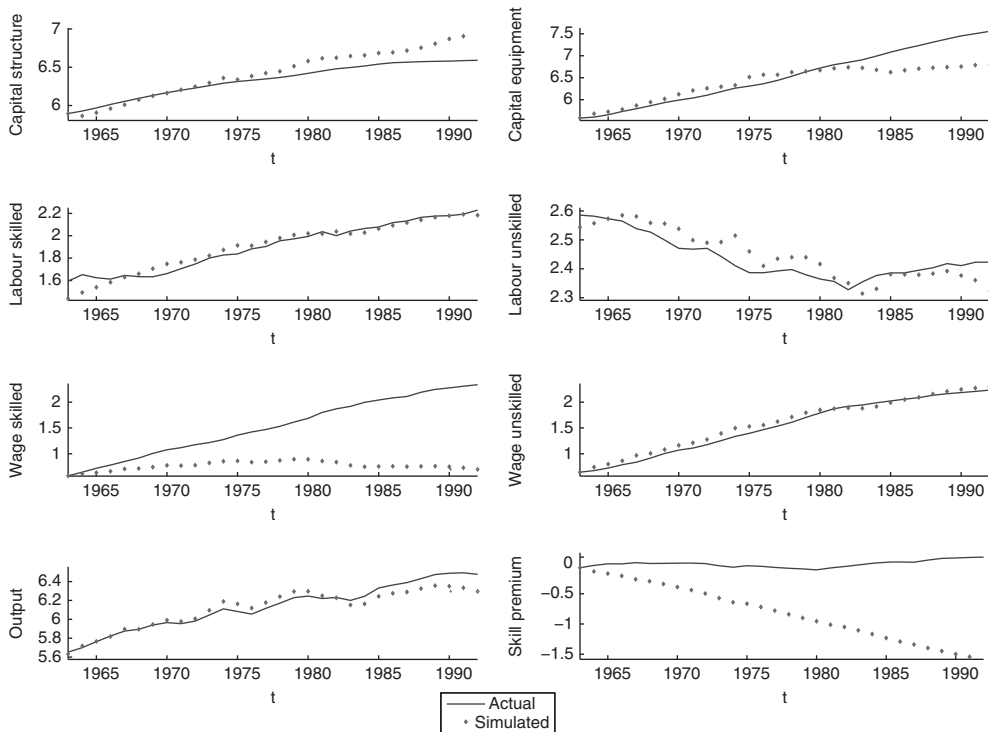 Capital structure
7
6.5
6
1965 1970 1975 1980 1985 1990
t
Capital equipment
7.5
7
6.5
6
1965 1970 1975 1980 1985 1990
t
Labour skilled
2.2
2
1.8
1.6
1965 1970 1975 1980 1985 1990
t
Labour unskilled
2.6
2.5
2.4
2.3
1965 1970 1975 1980 1985 1990
t
Wage skilled
2
1.5
1
1965 1970 1975 1980 1985 1990
t
Wage unskilled
2
1.5
1
1965 1970 1975 1980 1985 1990
t
Output
6.4
6.2
6
5.8
5.6
1965 1970 1975 1980 1985 1990
t
Skill premium
0
−0.5
−1
−1.5
1965 1970 1975 1980 1985 1990
t
Actual
Simulated